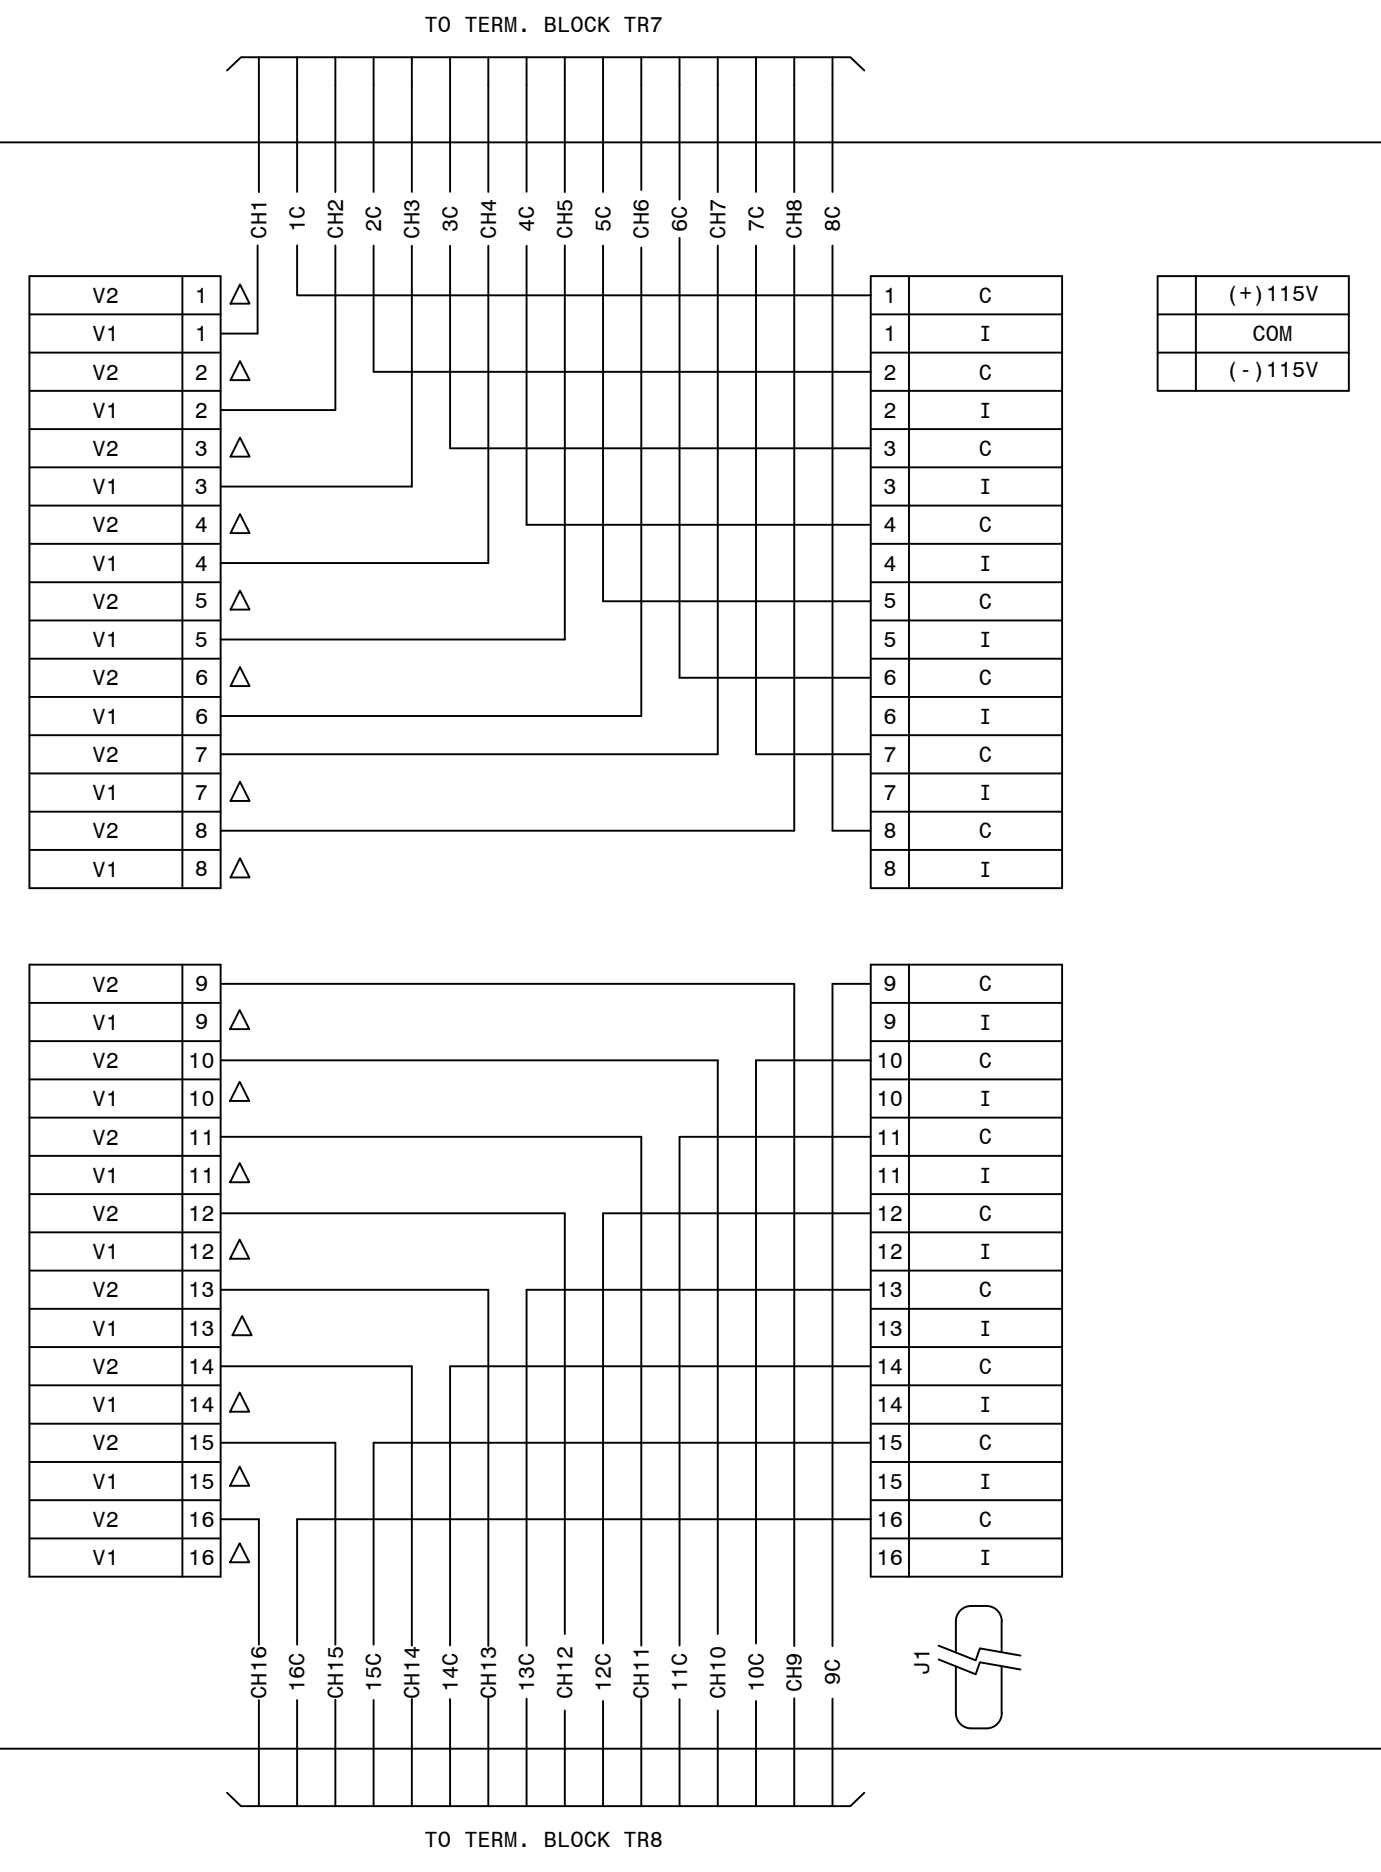 TO TERM. BLOCK TR7
CH1 1C CH2 2C CH3 3C CH4 4C CH5 5C CH6 6C CH7 7C CH8 8C
V2 1 1 C (+)115V
V1 1 1 I COM
V2 2 2 C (-)115V
V1 2 2 I
V2 3 3 C
V1 3 3 I
V2 4 4 C
V1 4 4 I
V2 5 5 C
V1 5 5 I
V2 6 6 C
V1 6 6 I
V2 7 7 C
V1 7 7 I
V2 8 8 C
V1 8 8 I
V2 9 9 C
V1 9 9 I
V2 10 10 C
V1 10 10 I
V2 11 11 C
V1 11 11 I
V2 12 12 C
V1 12 12 I
V2 13 13 C
V1 13 13 I
V2 14 14 C
V1 14 14 I
V2 15 15 C
V1 15 15 I
V2 16 16 C
V1 16 16 I
CH16 16C CH15 15C CH14 14C CH13 13C CH12 12C CH11 11C CH10 10C CH9 9C J1
TO TERM. BLOCK TR8